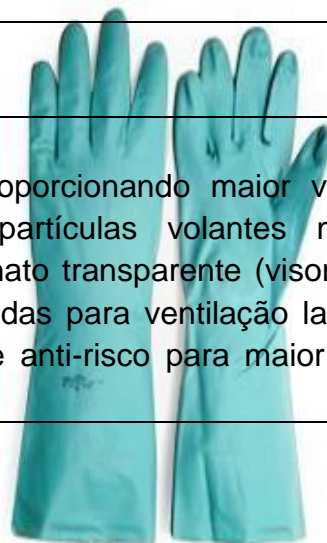 oporcionando maior v
partículas volantes r
nato transparente (visor
das para ventilação la
e anti-risco para maior